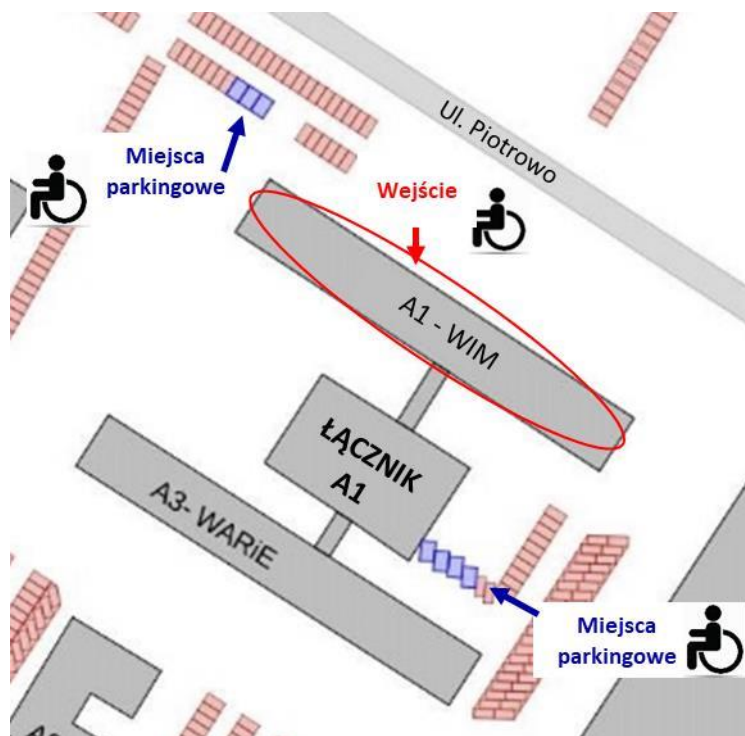 Ul. Piotrowo
Miejsca
parkingowe
Wejście
A1 - WIM
ŁĄCZNIK
A1
A3- WARiE
Miejsca
parkingowe